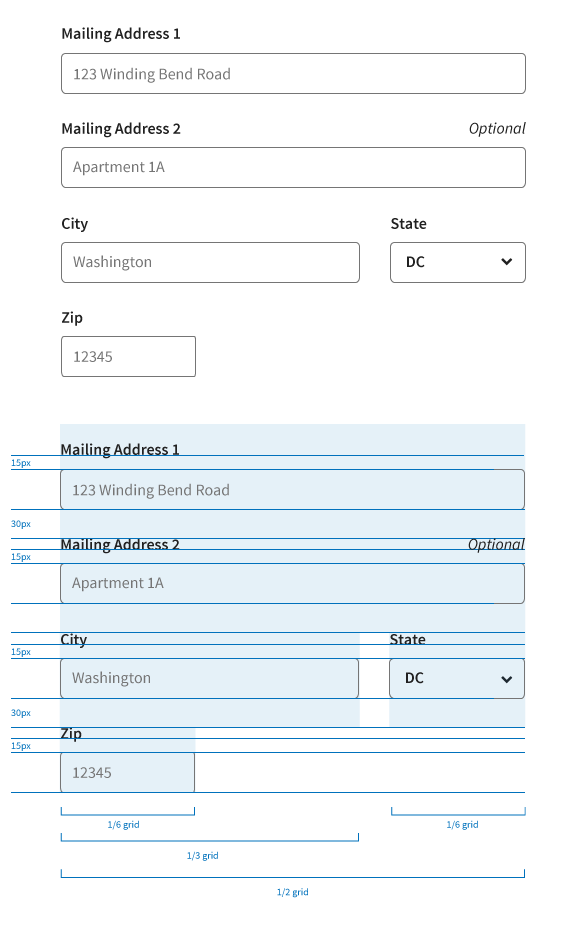 Mailing Address 1
123 Winding Bend Road
Mailing Address 2 Optional
Apartment 1A
City State
Washington DC
Zip
12345
Mailing Address 1
15px
123 Winding Bend Road
30px
Mailing Address 2 Optional
15px
Apartment 1A
City State
15px
Washington DC
30px
Zip
15px
12345
1/6 grid 1/6 grid
1/3 grid
1/2 grid